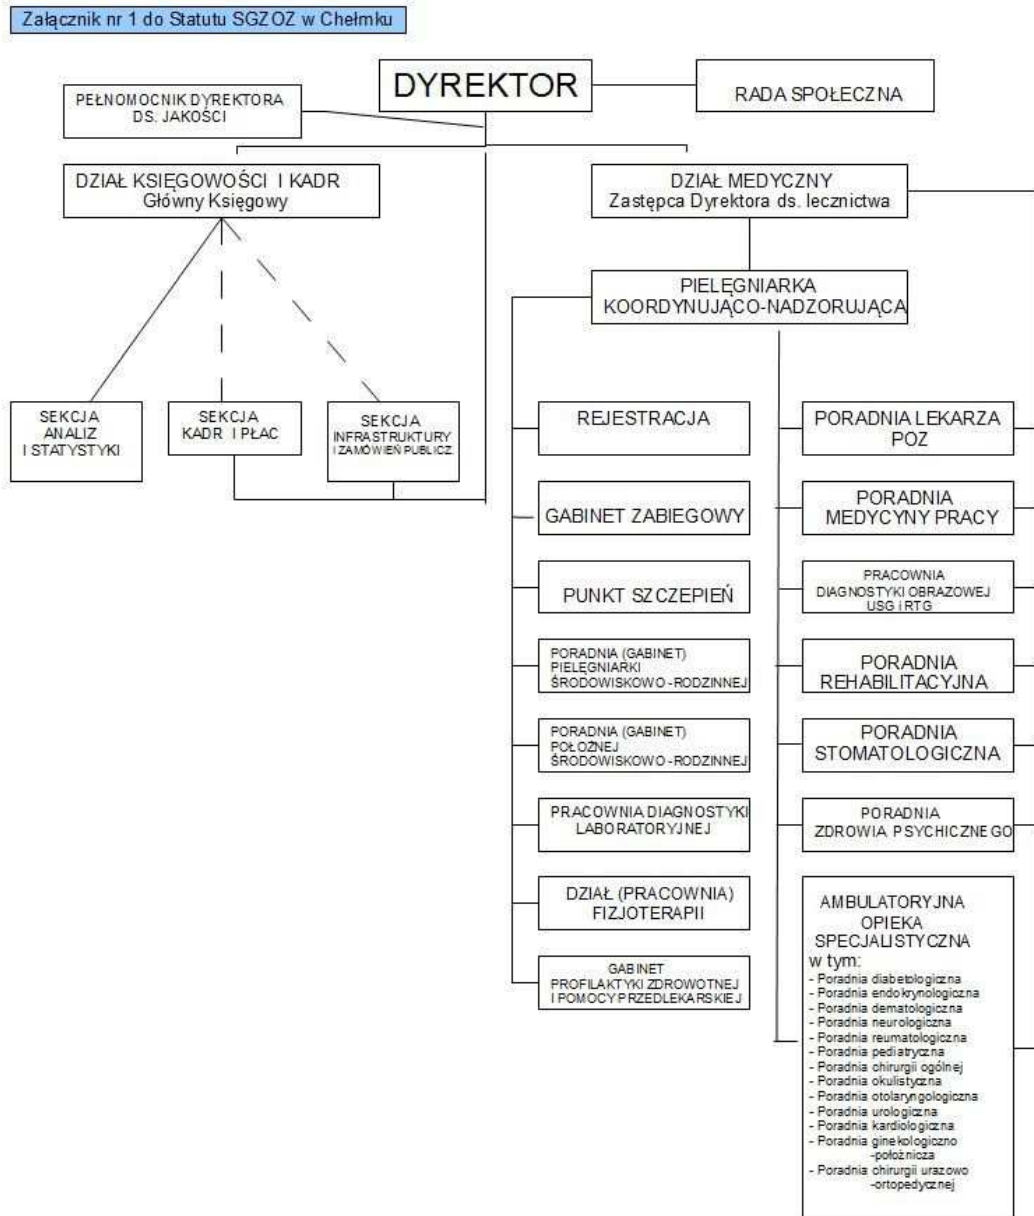 Załącznik nr 1 do Statutu SGZOZ w Chełmku
DYREKTOR
RADA SPOŁECZNA
PEŁNOMOCNIK DYREKTORA
DS. JAKOŚCI
DZIAŁ KSIĘGOWOŚCI I KADR
Główny Księgowy
DZIAŁ MEDYCZNY
Zastępca Dyrektora ds. lecznictwa
PIELĘGNIARKA
KOORDYNUJĄCO-NADZORUJĄCA
SEKCJA
ANALIZ
I STATYSTYKI
SEKCJA
KADR I PŁAC
SEKCJA
INFRASTRUKTURY
I ZAMÓWIEŃ PUBLICZ.
REJESTRACJA
GABINET ZABIEGOWY
PUNKT SZCZEPIEŃ
PORADNIA (GABINET)
PIELĘGNIARKI
ŚRODOWISKOWO-RODZINNEJ
PORADNIA (GABINET)
POŁOŻNEJ
ŚRODOWISKOWO-RODZINNEJ
PRACOWNIA DIAGNOSTYKI
LABORATORYJNEJ
DZIAŁ (PRACOWNIA)
FIZJOTERAPII
GABINET
PROFILAKTYKI ZDROWOTNEJ
I POMOCY PRZEDLEKARSKIEJ
PORADNIA LEKARZA
POZ
PORADNIA
MEDYCYNY PRACY
PRACOWNIA
DIAGNOSTYKI OBRAZOWEJ
USG i RTG
PORADNIA
REHABILITACYJNA
PORADNIA
STOMATOLOGICZNA
PORADNIA
ZDROWIA PSYCHICZNEGO
AMBULATORYJNA
OPIEKA
SPECJALISTYCZNA
w tym:
- Poradnia diabetologiczna
- Poradnia endokrynologiczna
- Poradnia dematologiczna
- Poradnia neurologiczna
- Poradnia reumatologiczna
- Poradnia pediatryczna
- Poradnia chirurgii ogólnej
- Poradnia okulistyczna
- Poradnia otolaryngologiczna
- Poradnia urologiczna
- Poradnia kardiologiczna
- Poradnia ginekologiczno
-położnicza
- Poradnia chirurgii urazowo
-ortopedycznej